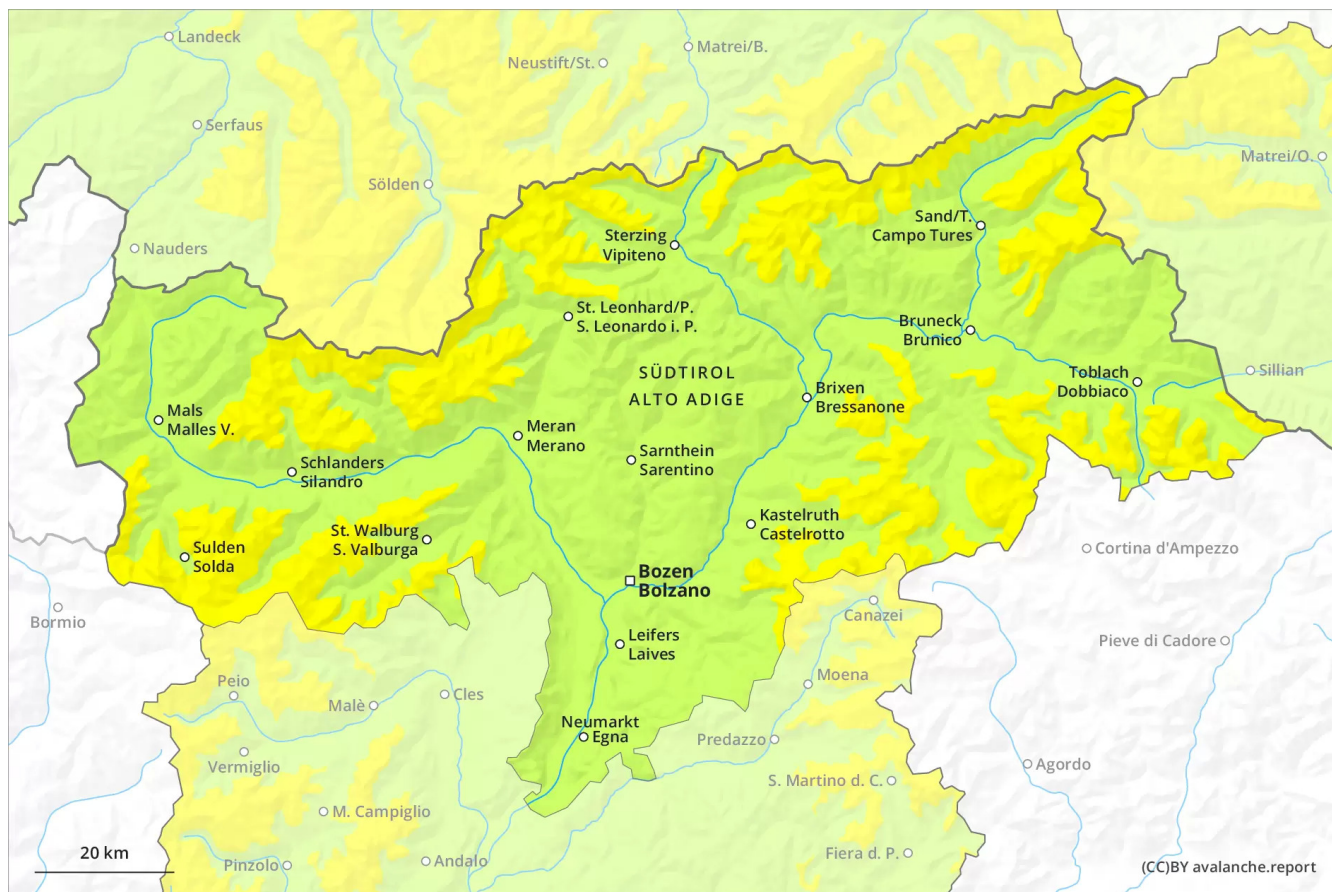 Landeck
Matrei/B.
Neustift/St.
Serfaus
Matrei/O.
Sölden
Sand/T.
Campo Tures
Sterzing
Vipiteno
Nauders
St. Leonhard/P.
S. Leonardo i. P.
Bruneck
Brunico
SÜDTIROL
ALTO ADIGE
Toblach
Dobbiaco
Sillian
Brixen
Bressanone
Mals
Malles V.
Meran
Merano
Sarnthein
Sarentino
Schlanders
Silandro
Kastelruth
Castelrotto
St. Walburg
S. Valburga
Sulden
Solda
Cortina d'Ampezzo
Bozen
Bolzano
Bormio
Canazei
Leifers
Laives
Pieve di Cadore
Peio
Moena
Malè
Cles
Neumarkt
Egna
Predazzo
Vermiglio
Agordo
S. Martino d. C.
M. Campiglio
20 km
Pinzolo
Andalo
Fiera d. P.
(CC)BY avalanche.report